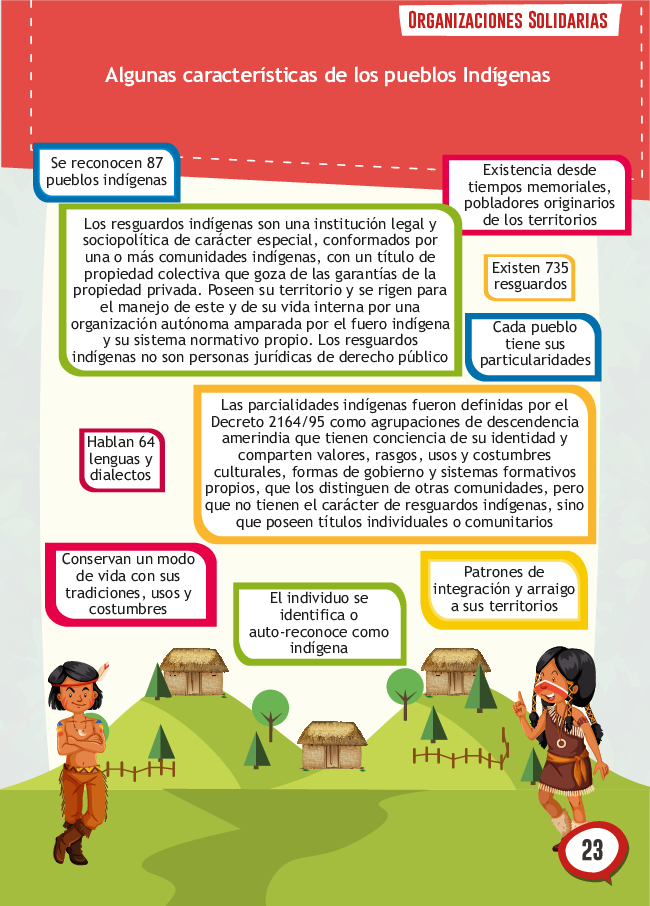 ORGANIZACIONES SOLIDARIAS
Algunas características de los pueblos Indígenas
Se reconocen 87
pueblos indígenas
Existencia desde
tiempos memoriales,
pobladores originarios
de los territorios
Los resguardos indígenas son una institución legal y
sociopolítica de carácter especial, conformados por
una o más comunidades indígenas, con un título de
propiedad colectiva que goza de las garantías de la
propiedad privada. Poseen su territorio y se rigen para
el manejo de este y de su vida interna por una
organización autónoma amparada por el fuero indígena
y su sistema normativo propio. Los resguardos
indígenas no son personas jurídicas de derecho público
Existen 735
resguardos
Cada pueblo
tiene sus
particularidades
Las parcialidades indígenas fueron definidas por el
Decreto 2164/95 como agrupaciones de descendencia
amerindia que tienen conciencia de su identidad y
comparten valores, rasgos, usos y costumbres
culturales, formas de gobierno y sistemas formativos
propios, que los distinguen de otras comunidades, pero
que no tienen el carácter de resguardos indígenas, sino
que poseen títulos individuales o comunitarios
Hablan 64
lenguas y
dialectos
Conservan un modo
de vida con sus
tradiciones, usos y
costumbres
El individuo se
identifica o
auto-reconoce como
indígena
Patrones de
integración y arraigo
a sus territorios
23